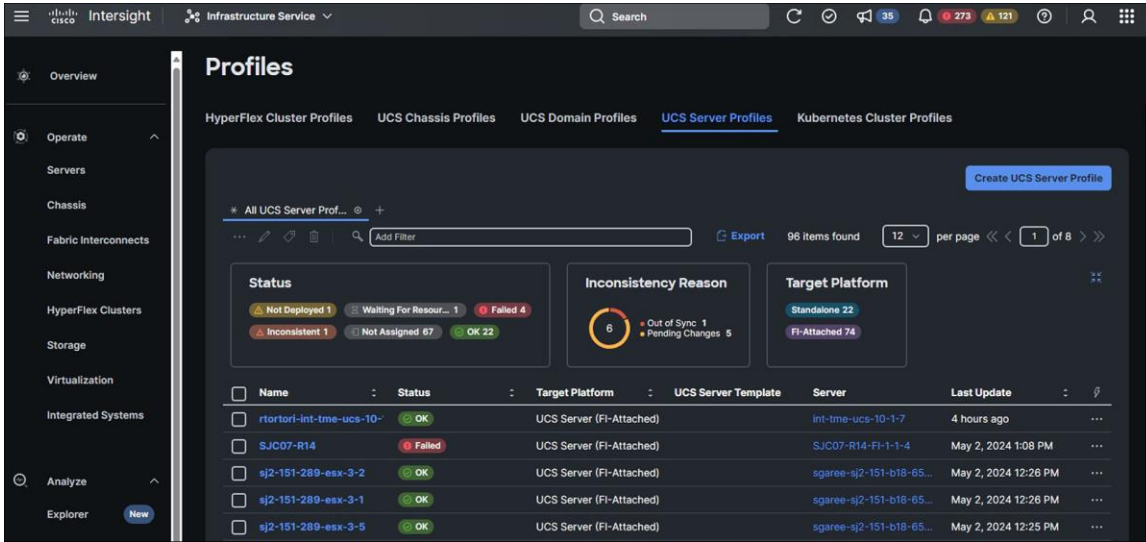 cisco Intersight Infrastructure Service Search 35 273 121
Overview
Operate
Servers
Chassis
Fabric Interconnects
Networking
HyperFlex Clusters
Storage
Virtualization
Integrated Systems
Analyze
Explorer New
Profiles
HyperFlex Cluster Profiles UCS Chassis Profiles UCS Domain Profiles UCS Server Profiles Kubernetes Cluster Profiles
Create UCS Server Profile
All UCS Server Prof...
Add Filter Export 96 items found 12 per page 1 of 8
Status
Not Deployed 1 Waiting For Resour... 1 Failed 4
Inconsistent 1 Not Assigned 67 OK 22
Inconsistency Reason
6
Out of Sync 1
Pending Changes 5
Target Platform
Standalone 22
FI-Attached 74
Name Status Target Platform UCS Server Template Server Last Update
rtortori-int-tme-ucs-10- OK UCS Server (FI-Attached) int-tme-ucs-10-1-7 4 hours ago
SJC07-R14 Failed UCS Server (FI-Attached) SJC07-R14-FI-1-1-4 May 2, 2024 1:08 PM
sj2-151-289-esx-3-2 OK UCS Server (FI-Attached) sgaree-sj2-151-b18-65... May 2, 2024 12:26 PM
sj2-151-289-esx-3-1 OK UCS Server (FI-Attached) sgaree-sj2-151-b18-65... May 2, 2024 12:26 PM
sj2-151-289-esx-3-5 OK UCS Server (FI-Attached) sgaree-sj2-151-b18-65... May 2, 2024 12:25 PM